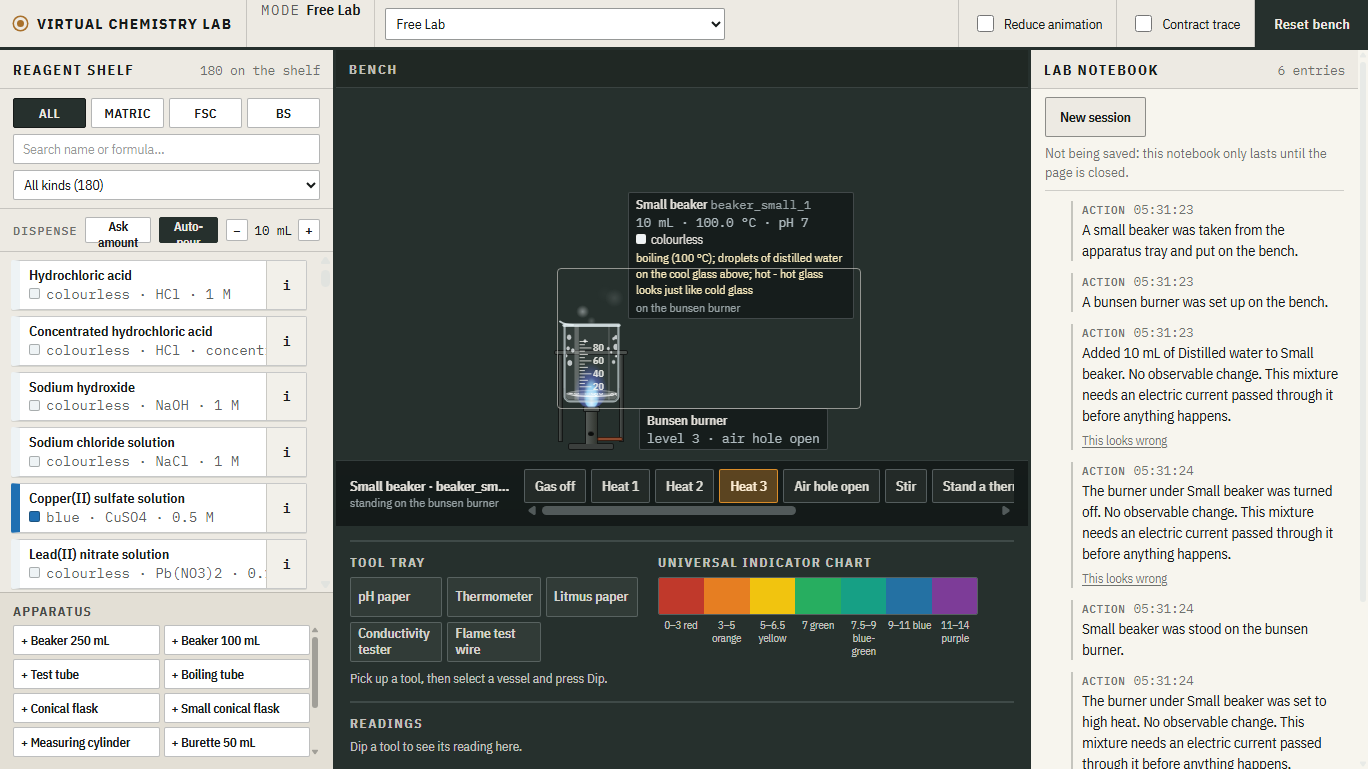 VIRTUAL CHEMISTRY LAB
MODE Free Lab
Free Lab
Reduce animation
Contract trace
Reset bench
REAGENT SHELF
180 on the shelf
ALL
MATRIC
FSC
BS
Search name or formula...
All kinds (180)
DISPENSE
Ask amount
Auto-pour
−
10 mL
+
Hydrochloric acid
colourless · HCl · 1 M
i
Concentrated hydrochloric acid
colourless · HCl · concent
i
Sodium hydroxide
colourless · NaOH · 1 M
i
Sodium chloride solution
colourless · NaCl · 1 M
i
Copper(II) sulfate solution
blue · CuSO4 · 0.5 M
i
Lead(II) nitrate solution
colourless · Pb(NO3)2 · 0.
i
APPARATUS
+ Beaker 250 mL
+ Beaker 100 mL
+ Test tube
+ Boiling tube
+ Conical flask
+ Small conical flask
+ Measuring cylinder
+ Burette 50 mL
BENCH
Small beaker beaker_small_1
10 mL · 100.0 °C · pH 7
colourless
boiling (100 °C); droplets of distilled water
on the cool glass above; hot - hot glass
looks just like cold glass
on the bunsen burner
80
60
40
20
Bunsen burner
level 3 · air hole open
Small beaker · beaker_sm...
standing on the bunsen burner
Gas off
Heat 1
Heat 2
Heat 3
Air hole open
Stir
Stand a ther
TOOL TRAY
pH paper
Thermometer
Litmus paper
Conductivity tester
Flame test wire
Pick up a tool, then select a vessel and press Dip.
UNIVERSAL INDICATOR CHART
0–3 red
3–5 orange
5–6.5 yellow
7 green
7.5–9 blue-green
9–11 blue
11–14 purple
READINGS
Dip a tool to see its reading here.
LAB NOTEBOOK
6 entries
New session
Not being saved: this notebook only lasts until the
page is closed.
ACTION 05:31:23
A small beaker was taken from the
apparatus tray and put on the bench.
ACTION 05:31:23
A bunsen burner was set up on the bench.
ACTION 05:31:23
Added 10 mL of Distilled water to Small
beaker. No observable change. This mixture
needs an electric current passed through it
before anything happens.
This looks wrong
ACTION 05:31:24
The burner under Small beaker was turned
off. No observable change. This mixture
needs an electric current passed through it
before anything happens.
This looks wrong
ACTION 05:31:24
Small beaker was stood on the bunsen
burner.
ACTION 05:31:24
The burner under Small beaker was set to
high heat. No observable change. This
mixture needs an electric current passed
through it before anything happens.